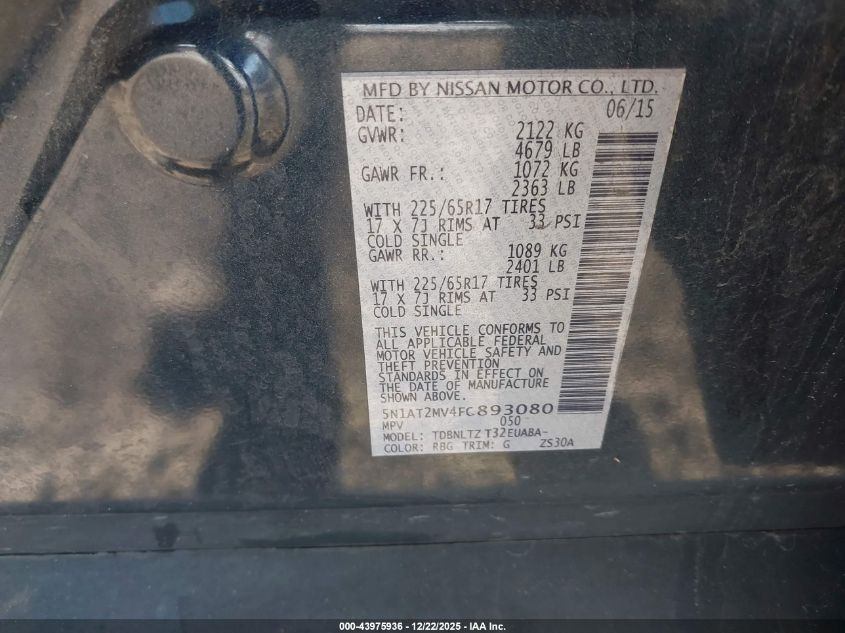 MFD BY NISSAN MOTOR CO., LTD.
DATE: 06/15
GVWR: 2122 KG
4679 LB
GAWR FR.: 1072 KG
2363 LB
WITH 225/65R17 TIRES
17 X 7J RIMS AT 33 PSI
COLD SINGLE
GAWR RR.: 1089 KG
2401 LB
WITH 225/65R17 TIRES
17 X 7J RIMS AT 33 PSI
COLD SINGLE
THIS VEHICLE CONFORMS TO
ALL APPLICABLE FEDERAL
MOTOR VEHICLE SAFETY AND
THEFT PREVENTION
STANDARDS IN EFFECT ON
THE DATE OF MANUFACTURE
SHOWN ABOVE.
5N1AT2MV4FC893080
MPV 050
MODEL: TDBNLTZ T32EUABA-
COLOR: RBG TRIM: G ZS30A
000-43975936 - 12/22/2025 - IAA Inc.